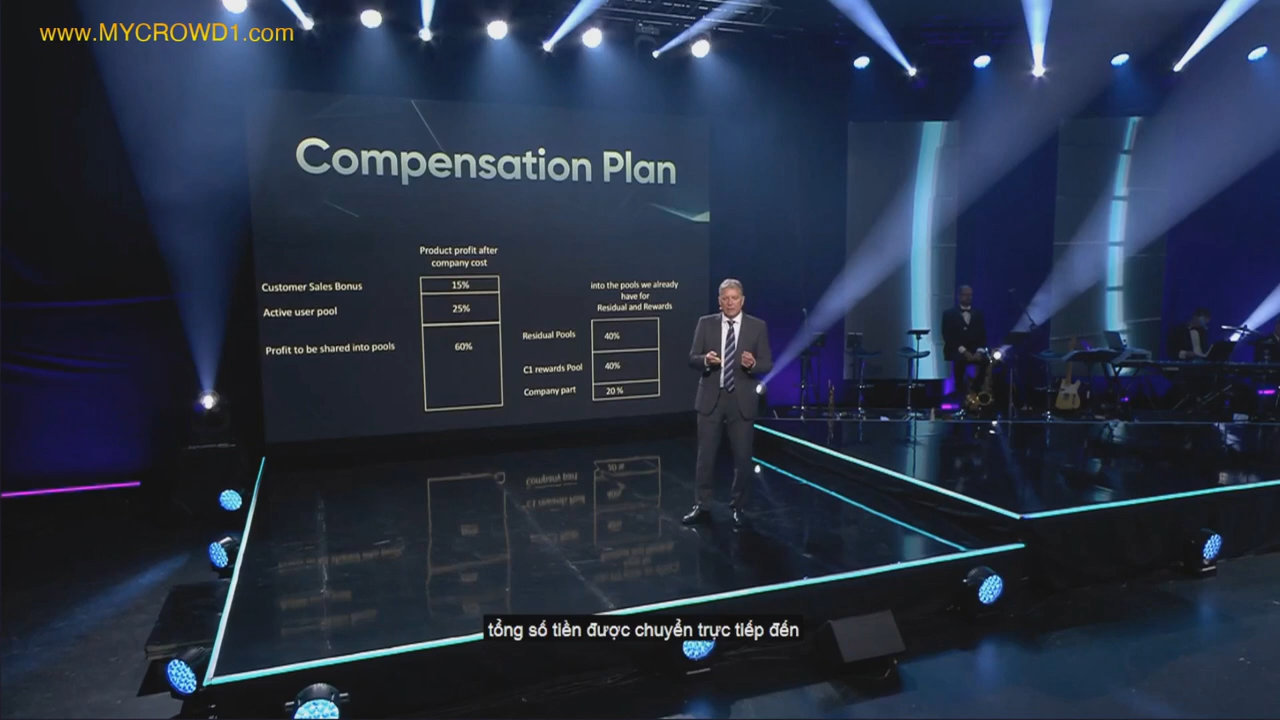 www.MYCROWD1.com
Compensation Plan
Product profit after
company cost
Customer Sales Bonus
15%
Active user pool
25%
Profit to be shared into pools
60%
into the pools we already
have for
Residual and Rewards
Residual Pools
40%
C1 rewards Pool
40%
Company part
20 %
tổng số tiền được chuyển trực tiếp đến